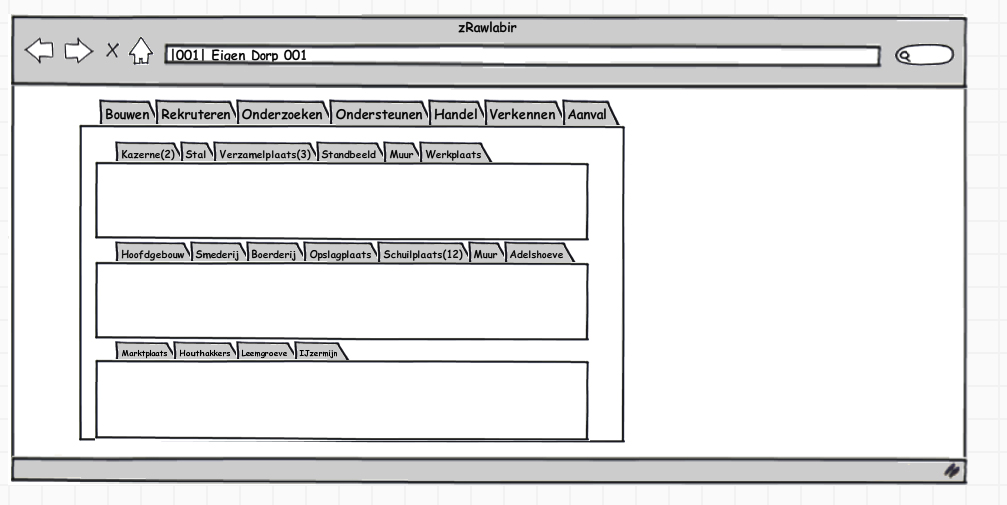 zRawlabir
|001| Eigen Dorp 001
Bouwen Rekruteren Onderzoeken Ondersteunen Handel Verkennen Aanval
Kazerne(2) Stal Verzamelplaats(3) Standbeeld Muur Werkplaats
Hoofdgebouw Smederij Boerderij Opslagplaats Schuilplaats(12) Muur Adelshoeve
Marktplaats Houthakkers Leemgroeve IJzermijn